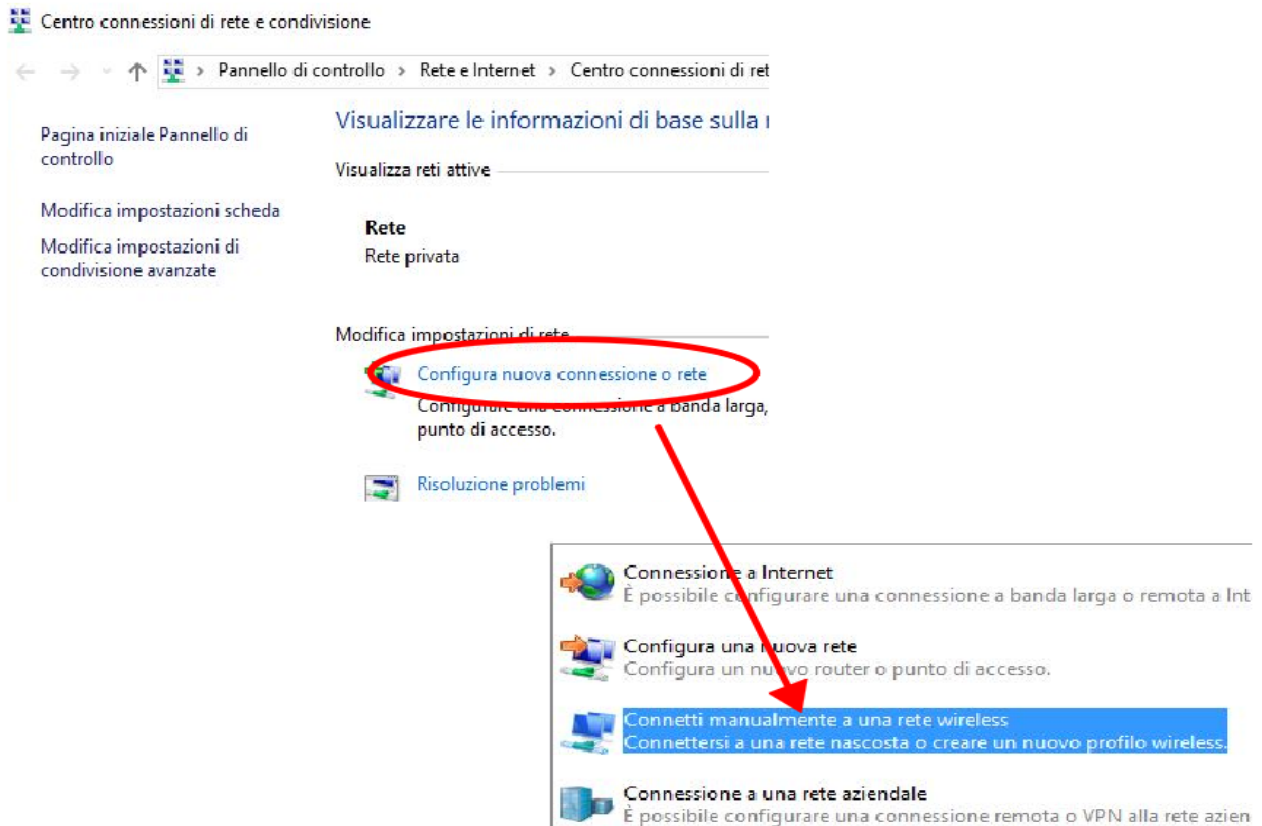 Centro connessioni di rete e condivisione
Pannello di controllo > Rete e Internet > Centro connessioni di ret
Pagina iniziale Pannello di
controllo
Modifica impostazioni scheda
Modifica impostazioni di
condivisione avanzate
Visualizzare le informazioni di base sulla
Visualizza reti attive
Rete
Rete privata
Modifica impostazioni di rete
Configura nuova connessione o rete
Configurare una connessione a banda larga,
punto di accesso.
Risoluzione problemi
Connessione a Internet
È possibile configurare una connessione a banda larga o remota a Int
Configura una nuova rete
Configura un nuovo router o punto di accesso.
Connetti manualmente a una rete wireless
Connettersi a una rete nascosta o creare un nuovo profilo wireless.
Connessione a una rete aziendale
È possibile configurare una connessione remota o VPN alla rete azien